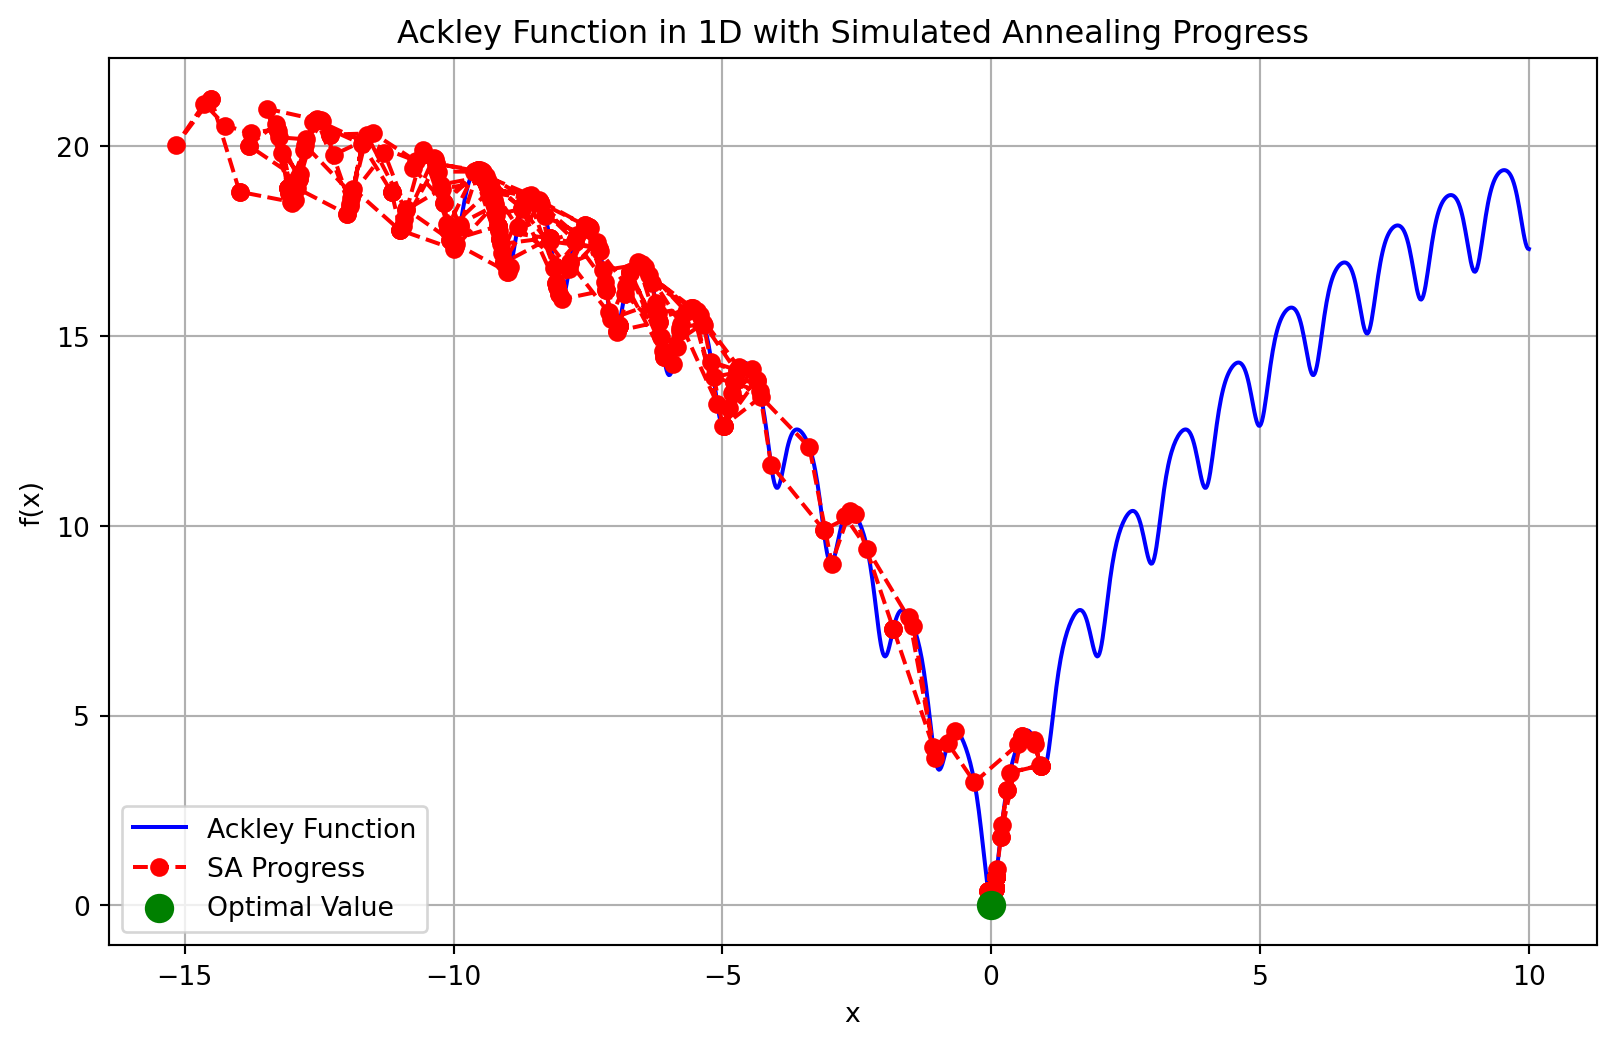 Ackley Function in 1D with Simulated Annealing Progress
f(x)
20
15
10
5
0
Ackley Function
SA Progress
Optimal Value
−15 −10 −5 0 5 10
x